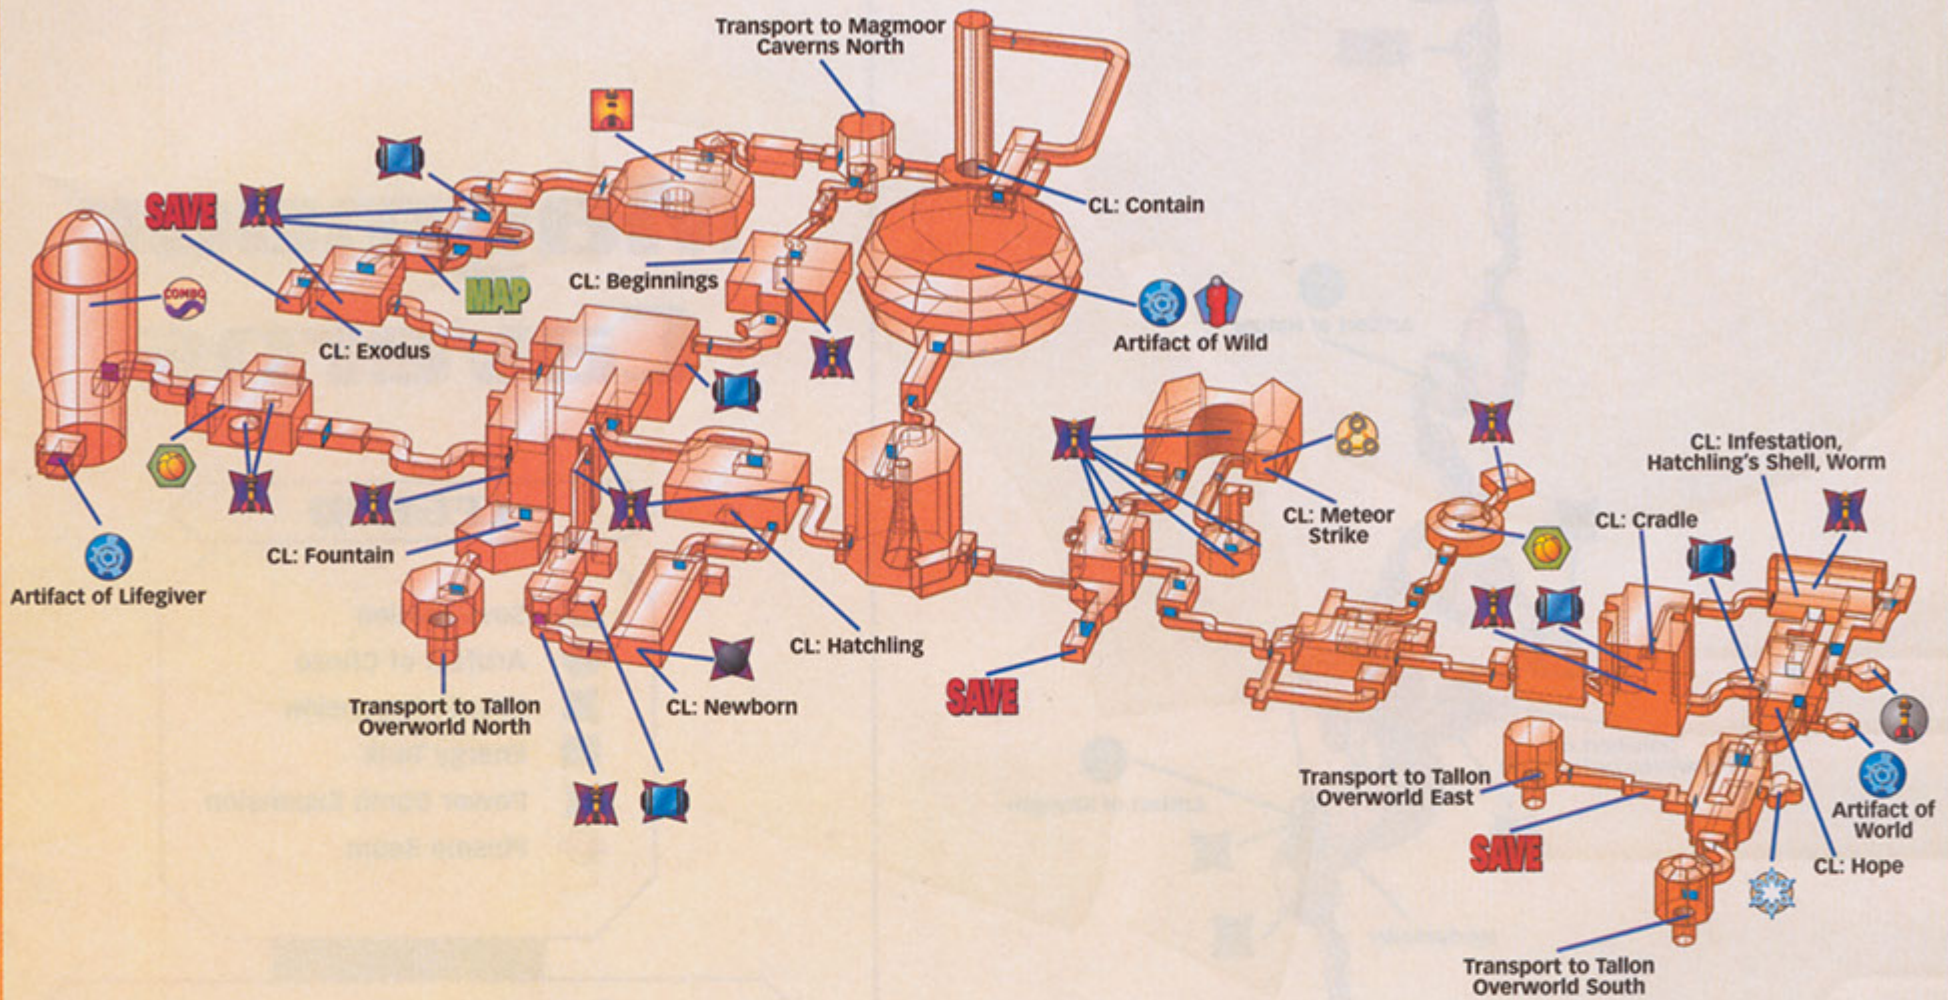 Transport to Magmoor
Caverns North
SAVE
CL: Contain
CL: Beginnings
MAP
COMBO
CL: Exodus
Artifact of Wild
CL: Infestation,
Hatchling's Shell, Worm
CL: Meteor
Strike
CL: Cradle
CL: Fountain
Artifact of Lifegiver
CL: Hatchling
SAVE
Transport to Tallon
Overworld North
CL: Newborn
Transport to Tallon
Overworld East
Artifact of
World
SAVE
CL: Hope
Transport to Tallon
Overworld South